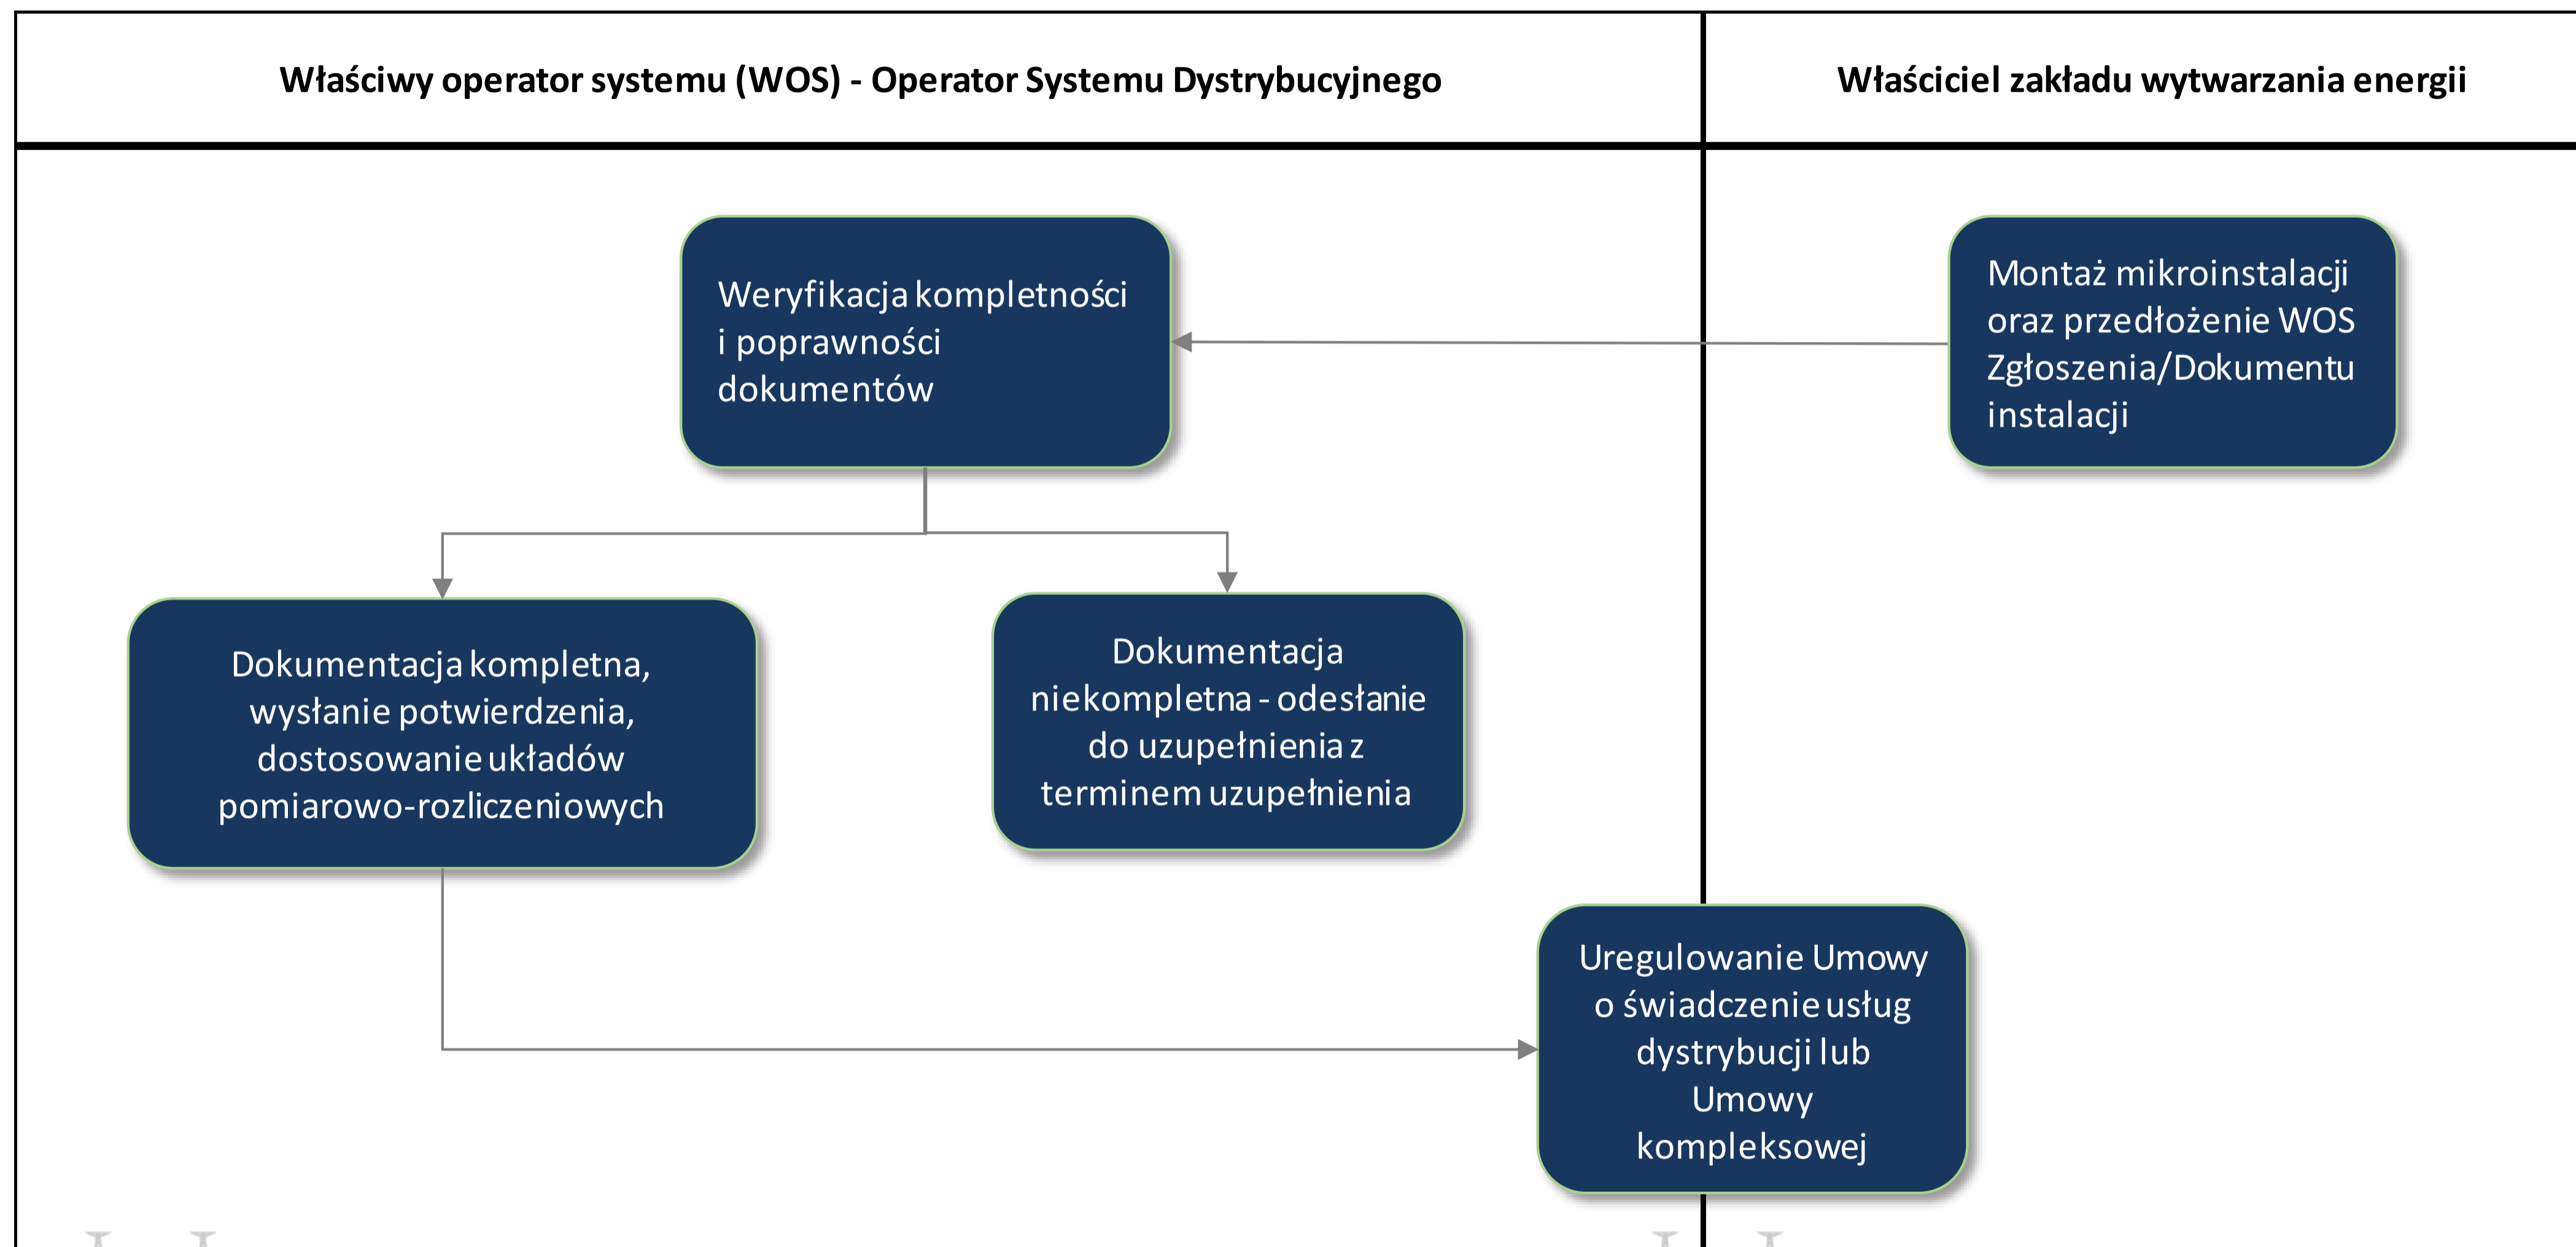 Właściwy operator systemu (WOS) - Operator Systemu Dystrybucyjnego
Właściciel zakładu wytwarzania energii
Weryfikacja kompletności
i poprawności
dokumentów
Montaż mikroinstalacji
oraz przedłożenie WOS
Zgłoszenia/Dokumentu
instalacji
Dokumentacja kompletna,
wysłanie potwierdzenia,
dostosowanie układów
pomiarowo-rozliczeniowych
Dokumentacja
niekompletna - odesłanie
do uzupełnienia z
terminem uzupełnienia
Uregulowanie Umowy
o świadczenie usług
dystrybucji lub
Umowy
kompleksowej